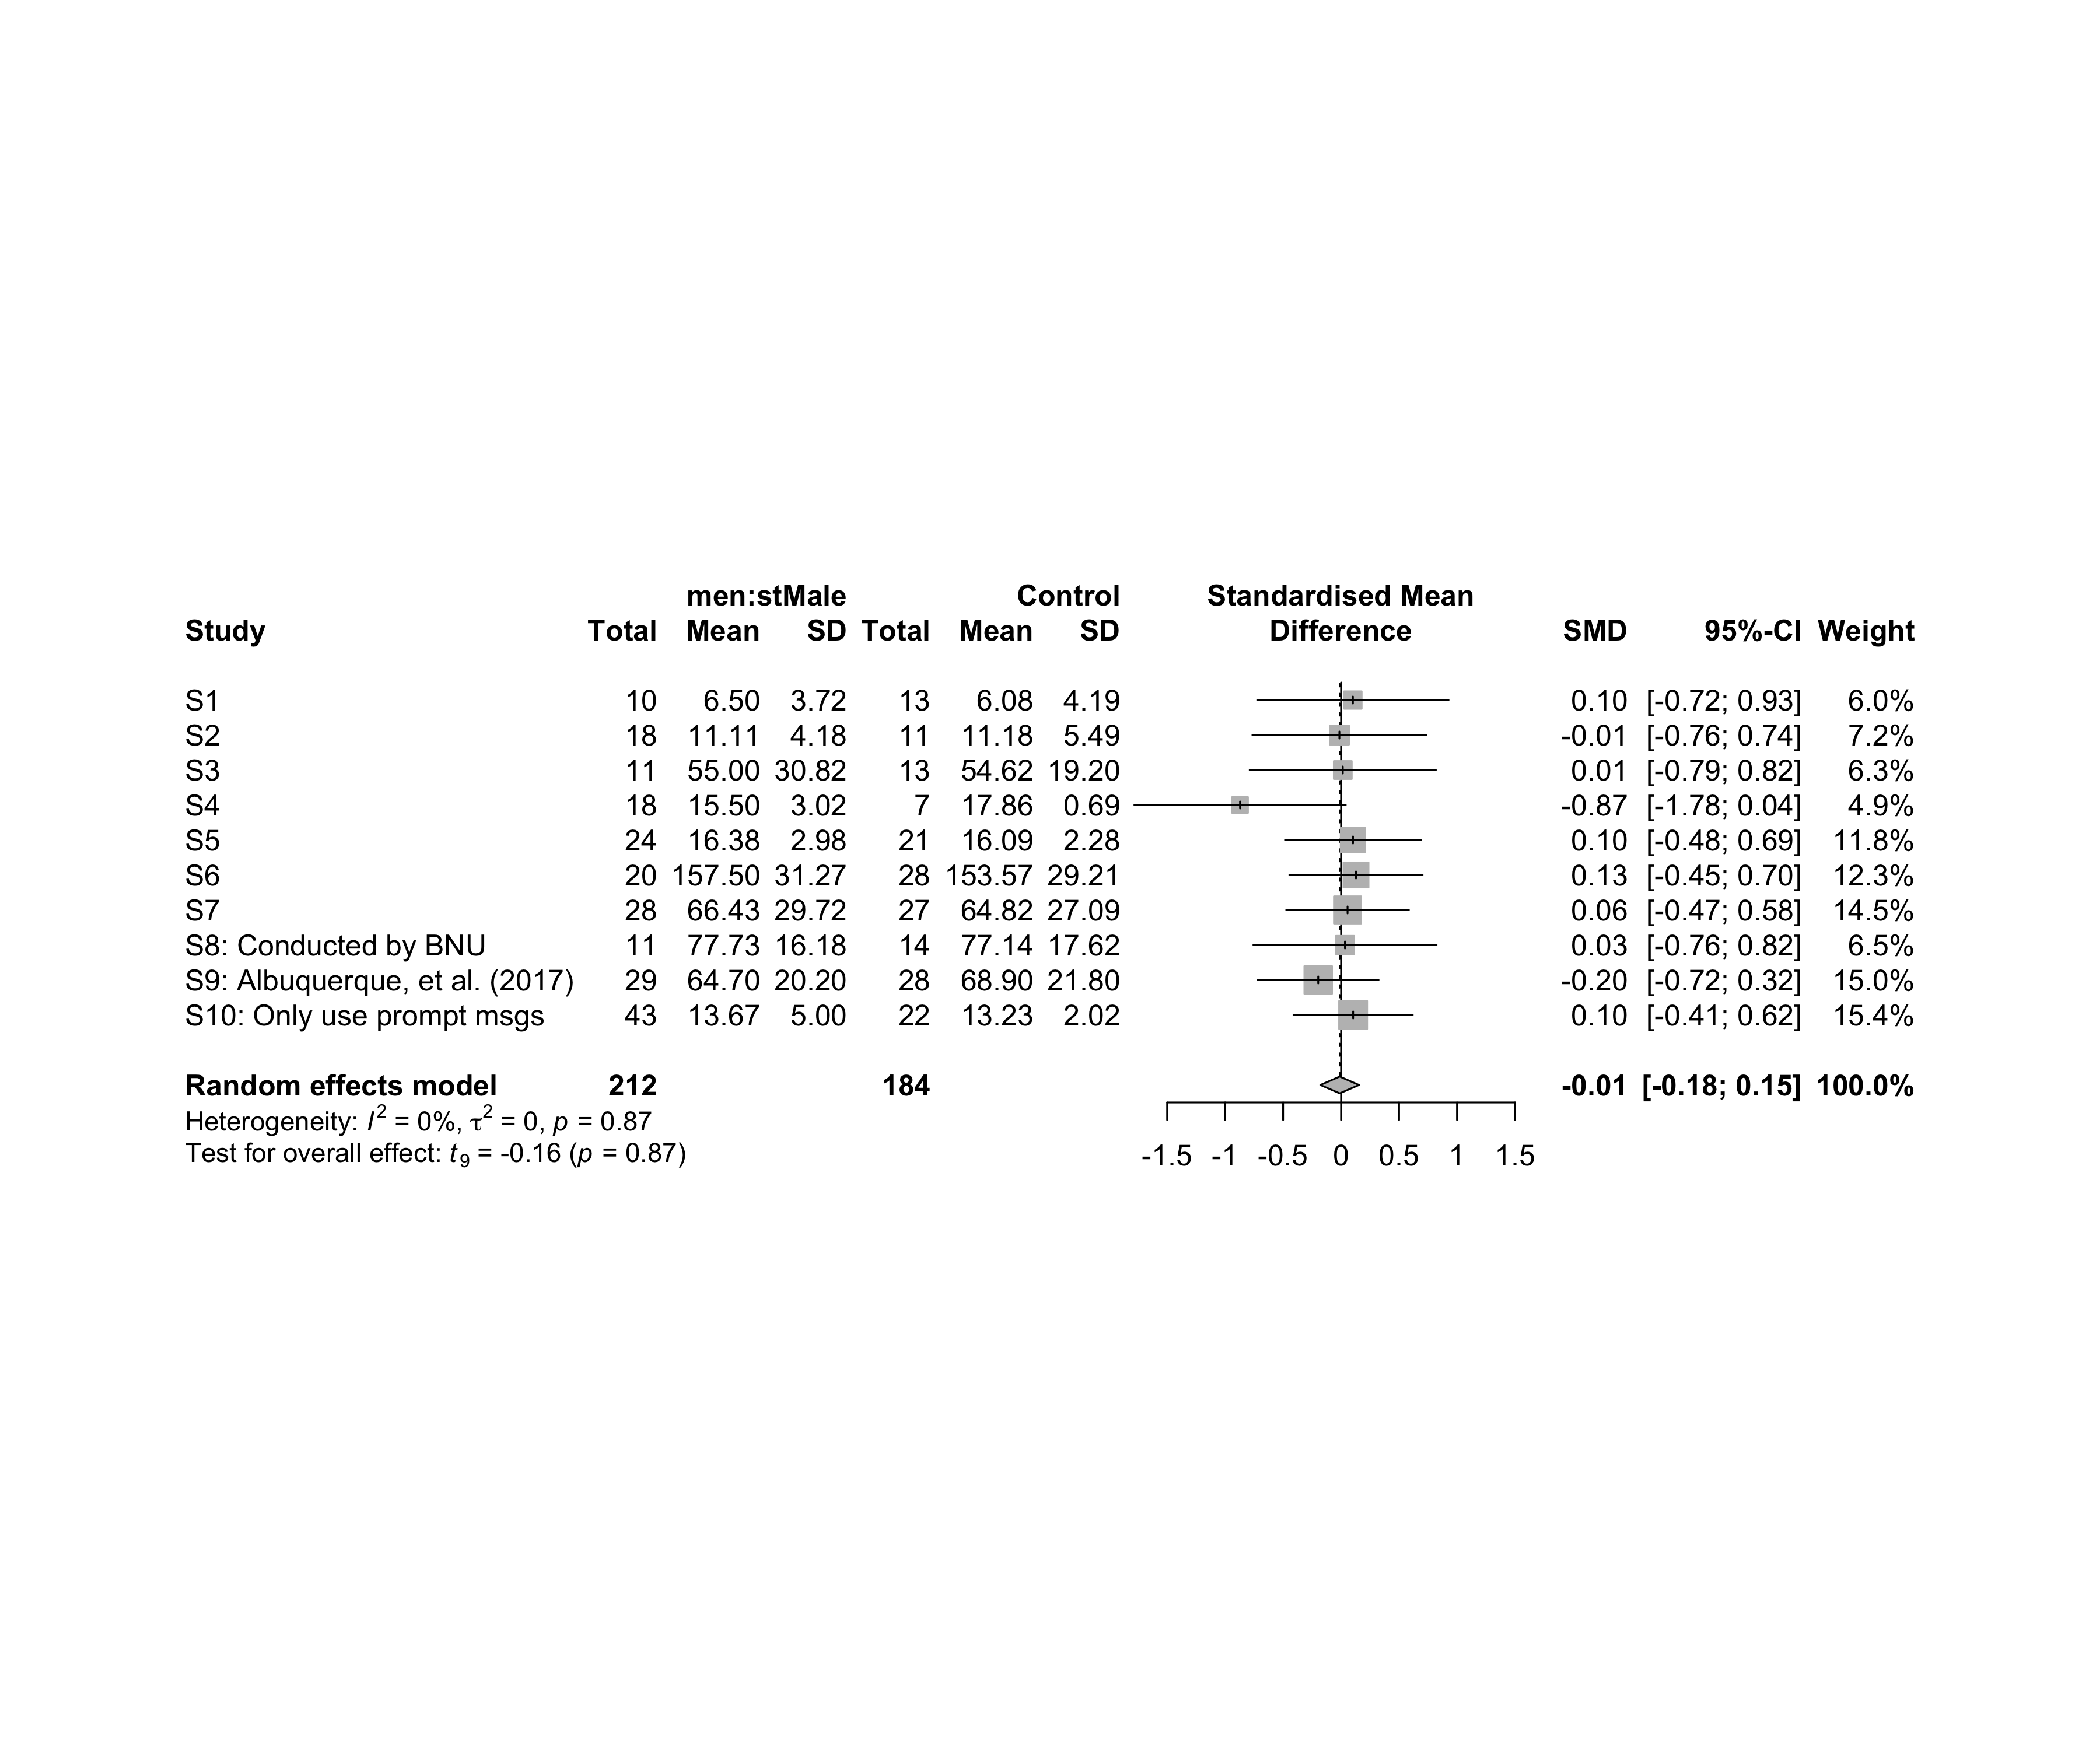 men:stMale Control Standardised Mean
Study Total Mean SD Total Mean SD Difference SMD 95%-CI Weight
S1 10 6.50 3.72 13 6.08 4.19 0.10 [-0.72; 0.93] 6.0%
S2 18 11.11 4.18 11 11.18 5.49 -0.01 [-0.76; 0.74] 7.2%
S3 11 55.00 30.82 13 54.62 19.20 0.01 [-0.79; 0.82] 6.3%
S4 18 15.50 3.02 7 17.86 0.69 -0.87 [-1.78; 0.04] 4.9%
S5 24 16.38 2.98 21 16.09 2.28 0.10 [-0.48; 0.69] 11.8%
S6 20 157.50 31.27 28 153.57 29.21 0.13 [-0.45; 0.70] 12.3%
S7 28 66.43 29.72 27 64.82 27.09 0.06 [-0.47; 0.58] 14.5%
S8: Conducted by BNU 11 77.73 16.18 14 77.14 17.62 0.03 [-0.76; 0.82] 6.5%
S9: Albuquerque, et al. (2017) 29 64.70 20.20 28 68.90 21.80 -0.20 [-0.72; 0.32] 15.0%
S10: Only use prompt msgs 43 13.67 5.00 22 13.23 2.02 0.10 [-0.41; 0.62] 15.4%
Random effects model 212 184 -0.01 [-0.18; 0.15] 100.0%
Heterogeneity: I² = 0%, τ² = 0, p = 0.87
Test for overall effect: t₉ = -0.16 (p = 0.87)
-1.5 -1 -0.5 0 0.5 1 1.5